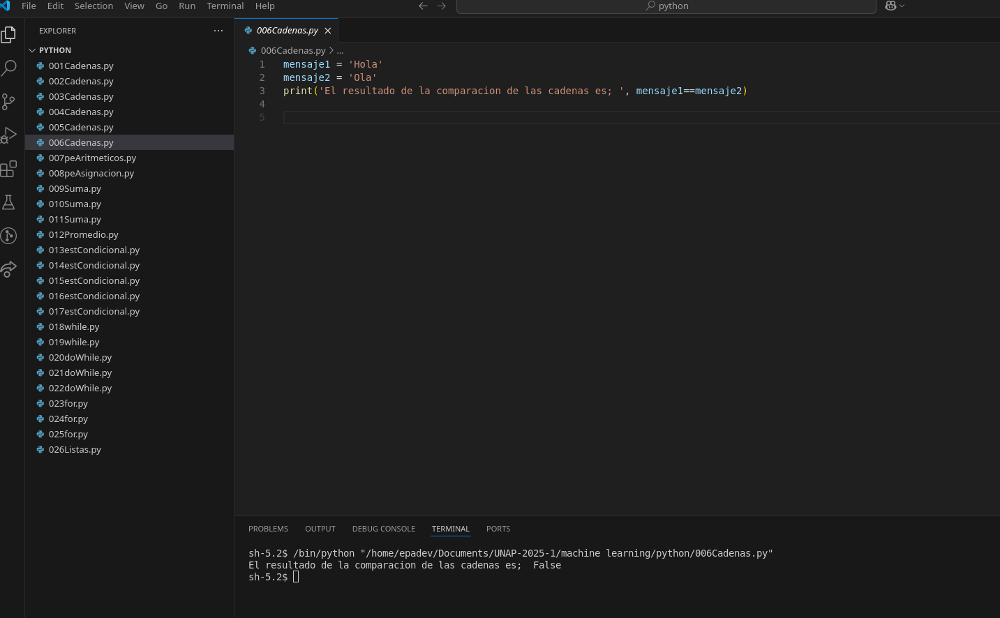 File Edit Selection View Go Run Terminal Help
python
EXPLORER
PYTHON
001Cadenas.py
002Cadenas.py
003Cadenas.py
004Cadenas.py
005Cadenas.py
006Cadenas.py
007peAritmeticos.py
008peAsignacion.py
009Suma.py
010Suma.py
011Suma.py
012Promedio.py
013estCondicional.py
014estCondicional.py
015estCondicional.py
016estCondicional.py
017estCondicional.py
018while.py
019while.py
020doWhile.py
021doWhile.py
022doWhile.py
023for.py
024for.py
025for.py
026Listas.py
006Cadenas.py
006Cadenas.py > ...
1 mensaje1 = 'Hola'
2 mensaje2 = 'Ola'
3 print('El resultado de la comparacion de las cadenas es; ', mensaje1==mensaje2)
4
5
PROBLEMS OUTPUT DEBUG CONSOLE TERMINAL PORTS
sh-5.2$ /bin/python "/home/epadev/Documents/UNAP-2025-1/machine learning/python/006Cadenas.py"
El resultado de la comparacion de las cadenas es;  False
sh-5.2$